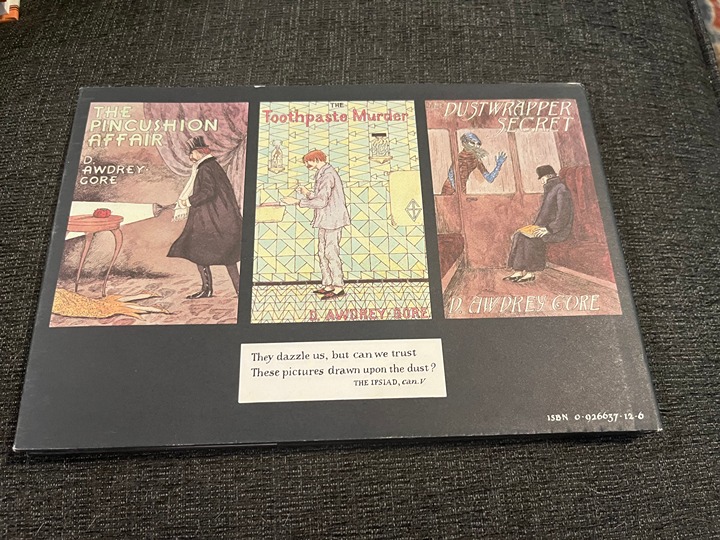 THE
PINCUSHION
AFFAIR
D.
AWDREY-
GORE
THE
Toothpaste Murder
D. AWDREY-GORE
THE DUSTWRAPPER
SECRET
D. AWDREY-GORE
They dazzle us, but can we trust
These pictures drawn upon the dust?
THE IPSIAD, can. V
ISBN 0-926637-12-6